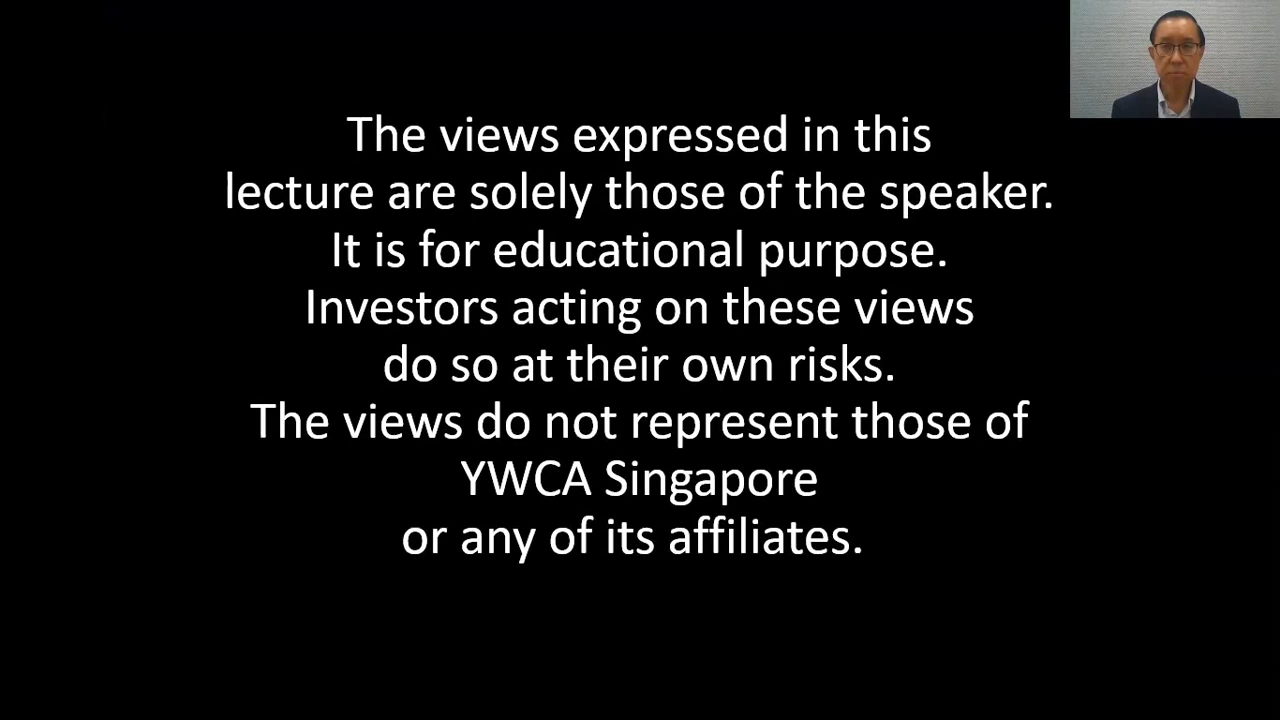 The views expressed in this
lecture are solely those of the speaker.
It is for educational purpose.
Investors acting on these views
do so at their own risks.
The views do not represent those of
YWCA Singapore
or any of its affiliates.